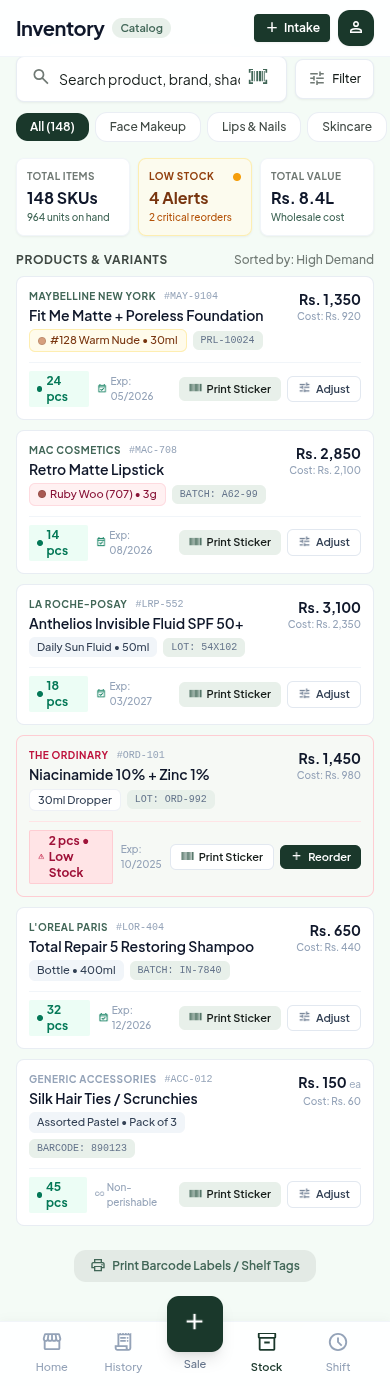 Inventory Catalog + Intake
Search product, brand, shac
Filter
All (148) Face Makeup Lips & Nails Skincare
TOTAL ITEMS
148 SKUs
964 units on hand
LOW STOCK
4 Alerts
2 critical reorders
TOTAL VALUE
Rs. 8.4L
Wholesale cost
PRODUCTS & VARIANTS Sorted by: High Demand
MAYBELLINE NEW YORK #MAY-9104 Rs. 1,350
Fit Me Matte + Poreless Foundation Cost: Rs. 920
#128 Warm Nude • 30ml PRL-10024
24
pcs
Exp:
05/2026
Print Sticker Adjust
MAC COSMETICS #MAC-708 Rs. 2,850
Retro Matte Lipstick Cost: Rs. 2,100
Ruby Woo (707) • 3g BATCH: A62-99
14
pcs
Exp:
08/2026
Print Sticker Adjust
LA ROCHE-POSAY #LRP-552 Rs. 3,100
Anthelios Invisible Fluid SPF 50+ Cost: Rs. 2,350
Daily Sun Fluid • 50ml LOT: 54X102
18
pcs
Exp:
03/2027
Print Sticker Adjust
THE ORDINARY #ORD-101 Rs. 1,450
Niacinamide 10% + Zinc 1% Cost: Rs. 980
30ml Dropper LOT: ORD-992
2 pcs •
Low
Stock
Exp:
10/2025
Print Sticker + Reorder
L'OREAL PARIS #LOR-404 Rs. 650
Total Repair 5 Restoring Shampoo Cost: Rs. 440
Bottle • 400ml BATCH: IN-7840
32
pcs
Exp:
12/2026
Print Sticker Adjust
GENERIC ACCESSORIES #ACC-012 Rs. 150 ea
Silk Hair Ties / Scrunchies Cost: Rs. 60
Assorted Pastel • Pack of 3
BARCODE: 890123
45
pcs
Non-
perishable
Print Sticker Adjust
Print Barcode Labels / Shelf Tags
Home History Sale Stock Shift